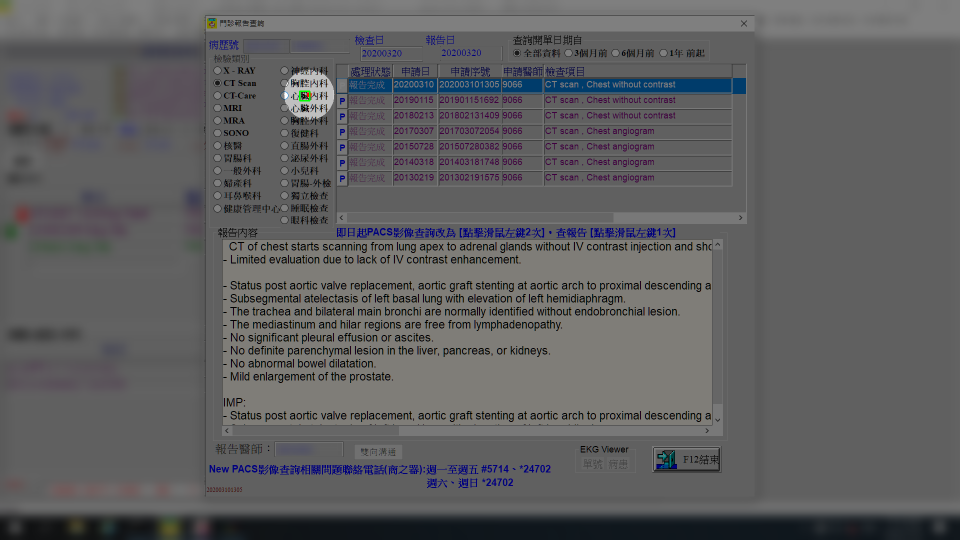 門診報告查詢
病歷號
檢查日 報告日
20200320 20200320
查詢開單日期自
全部資料 3個月前 6個月前 1年 前起
檢驗類別
X - RAY 神經內科
CT Scan 胸腔內科
CT-Care 心臟內科
MRI 心臟外科
MRA 胸腔外科
SONO 復健科
核醫 直腸外科
胃腸科 泌尿外科
一般外科 小兒科
婦產科 胃腸-外檢
耳鼻喉科 獨立檢查
健康管理中心 睡眠檢查
眼科檢查
處理狀態 申請日 申請序號 申請醫師 檢查項目
報告完成 20200310 202003101305 9066 CT scan , Chest without contrast
P 報告完成 20190115 201901151692 9066 CT scan , Chest without contrast
P 報告完成 20180213 201802131409 9066 CT scan , Chest without contrast
P 報告完成 20170307 201703072054 9066 CT scan , Chest angiogram
P 報告完成 20150728 201507280382 9066 CT scan , Chest angiogram
P 報告完成 20140318 201403181748 9066 CT scan , Chest angiogram
P 報告完成 20130219 201302191575 9066 CT scan , Chest angiogram
報告內容
即日起PACS影像查詢改為 [點擊滑鼠左鍵2次]，查報告 [點擊滑鼠左鍵1次]
CT of chest starts scanning from lung apex to adrenal glands without IV contrast injection and sho
- Limited evaluation due to lack of IV contrast enhancement.
- Status post aortic valve replacement, aortic graft stenting at aortic arch to proximal descending a
- Subsegmental atelectasis of left basal lung with elevation of left hemidiaphragm.
- The trachea and bilateral main bronchi are normally identified without endobronchial lesion.
- The mediastinum and hilar regions are free from lymphadenopathy.
- No significant pleural effusion or ascites.
- No definite parenchymal lesion in the liver, pancreas, or kidneys.
- No abnormal bowel dilatation.
- Mild enlargement of the prostate.
IMP:
- Status post aortic valve replacement, aortic graft stenting at aortic arch to proximal descending a
報告醫師：
雙向溝通
EKG Viewer
單號 病患
F12結束
New PACS影像查詢相關問題聯絡電話(商之器):週一至週五 #5714、*24702
週六、週日 *24702
202003101305